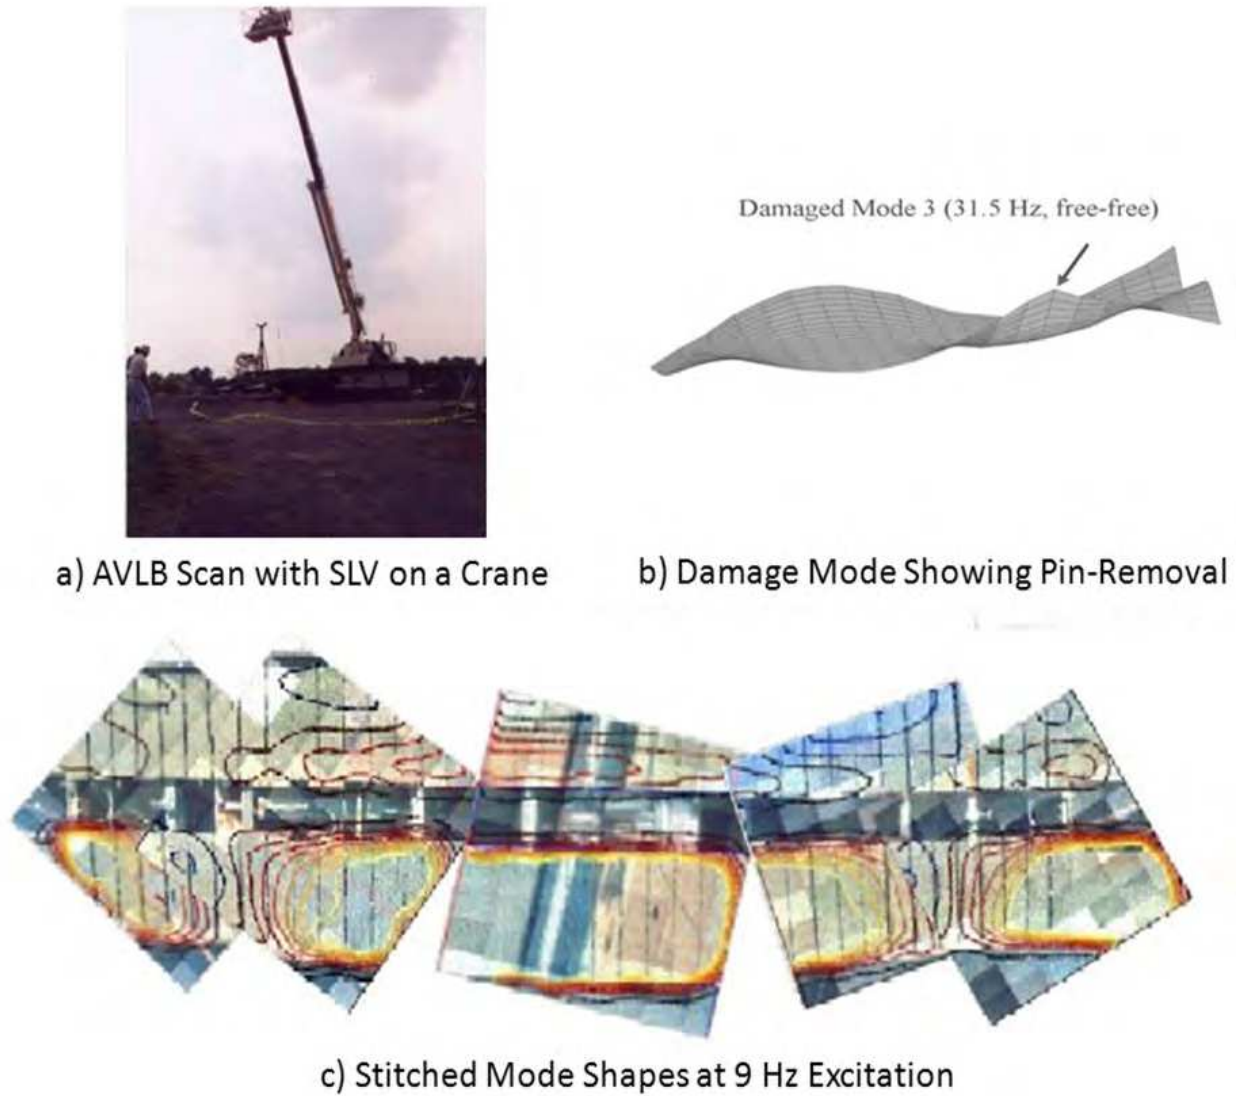 Damaged Mode 3 (31.5 Hz, free-free)
a) AVLB Scan with SLV on a Crane
b) Damage Mode Showing Pin-Removal
c) Stitched Mode Shapes at 9 Hz Excitation